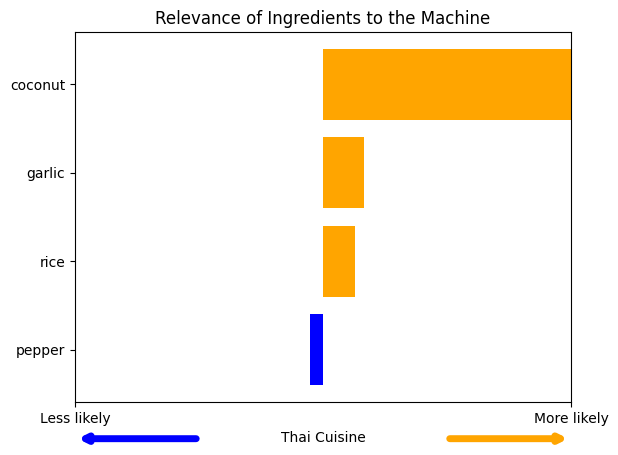 Relevance of Ingredients to the Machine
coconut
garlic
rice
pepper
Less likely
More likely
Thai Cuisine